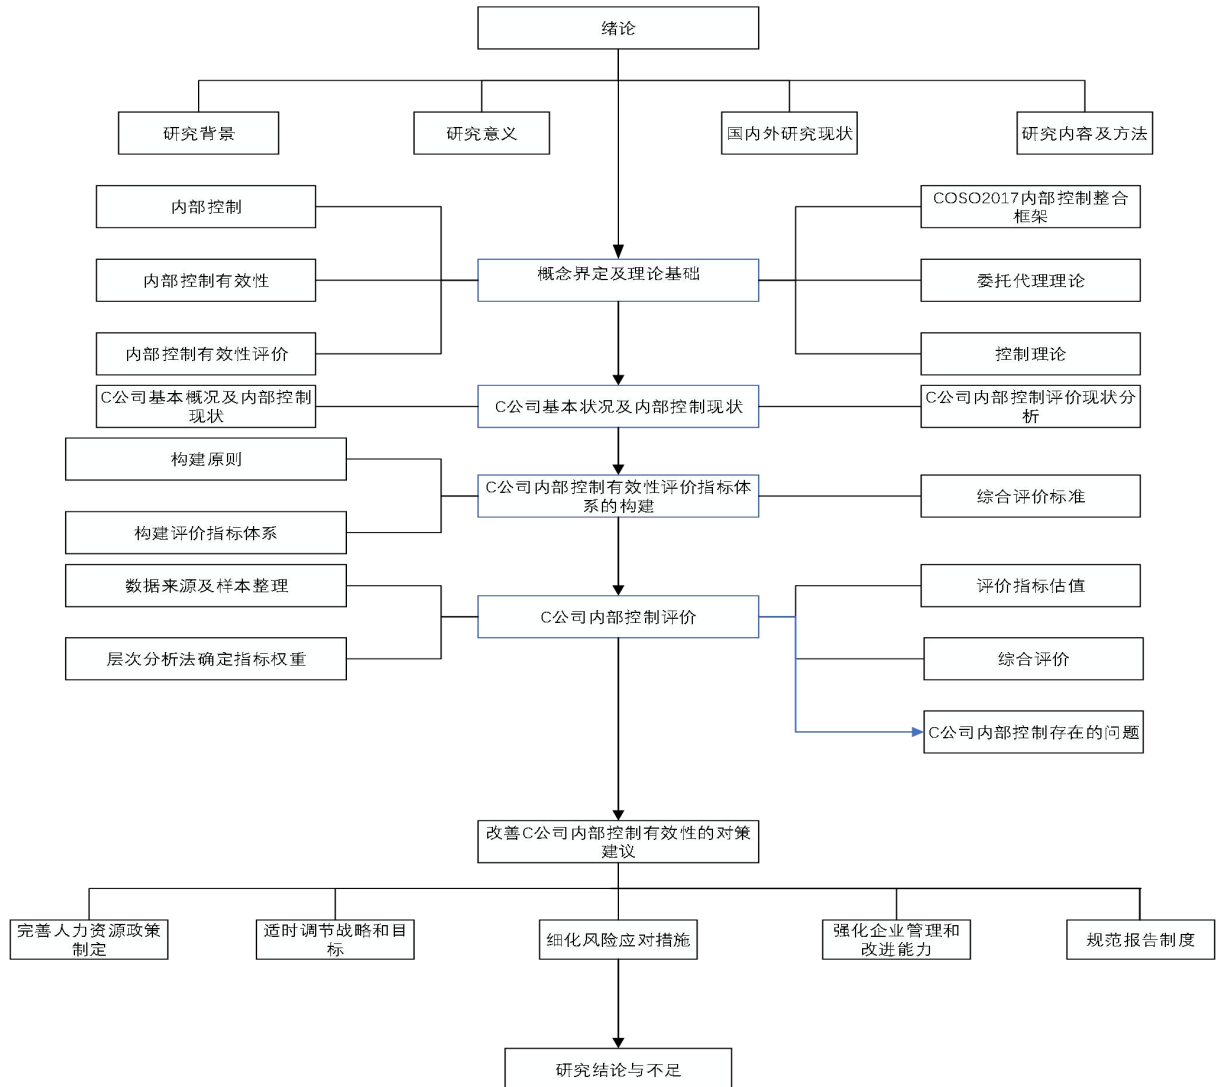 绪论
研究背景
研究意义
国内外研究现状
研究内容及方法
内部控制
COSO2017内部控制整合
框架
内部控制有效性
概念界定及理论基础
委托代理理论
内部控制有效性评价
控制理论
C公司基本概况及内部控制
现状
C公司基本状况及内部控制现状
C公司内部控制评价现状分
析
构建原则
C公司内部控制有效性评价指标体
系的构建
综合评价标准
构建评价指标体系
数据来源及样本整理
评价指标估值
C公司内部控制评价
层次分析法确定指标权重
综合评价
C公司内部控制存在的问题
改善C公司内部控制有效性的对策
建议
完善人力资源政策
制定
适时调节战略和目
标
细化风险应对措施
强化企业管理和
改进能力
规范报告制度
研究结论与不足